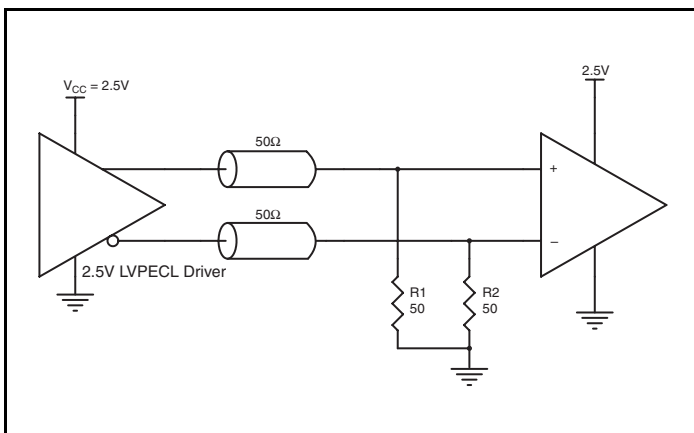 V_CC = 2.5V
2.5V
50Ω
+
50Ω
−
2.5V LVPECL Driver
R1
50
R2
50